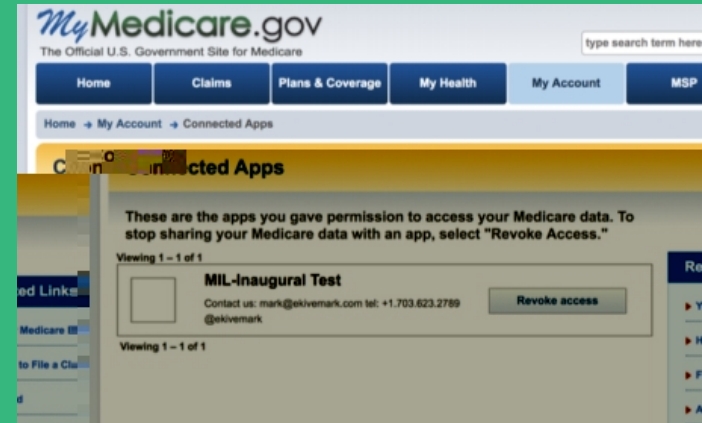 MyMedicare.gov
The Official U.S. Government Site for Medicare
type search term here
Home Claims Plans & Coverage My Health My Account MSP
Home → My Account → Connected Apps
Connected Apps
These are the apps you gave permission to access your Medicare data. To
stop sharing your Medicare data with an app, select "Revoke Access."
Viewing 1 – 1 of 1
MIL-Inaugural Test
Contact us: mark@ekivemark.com tel: +1.703.623.2789
@ekivemark
Revoke access
Viewing 1 – 1 of 1
ed Links
Medicare
to File a
d
Re
Y
H
F
A